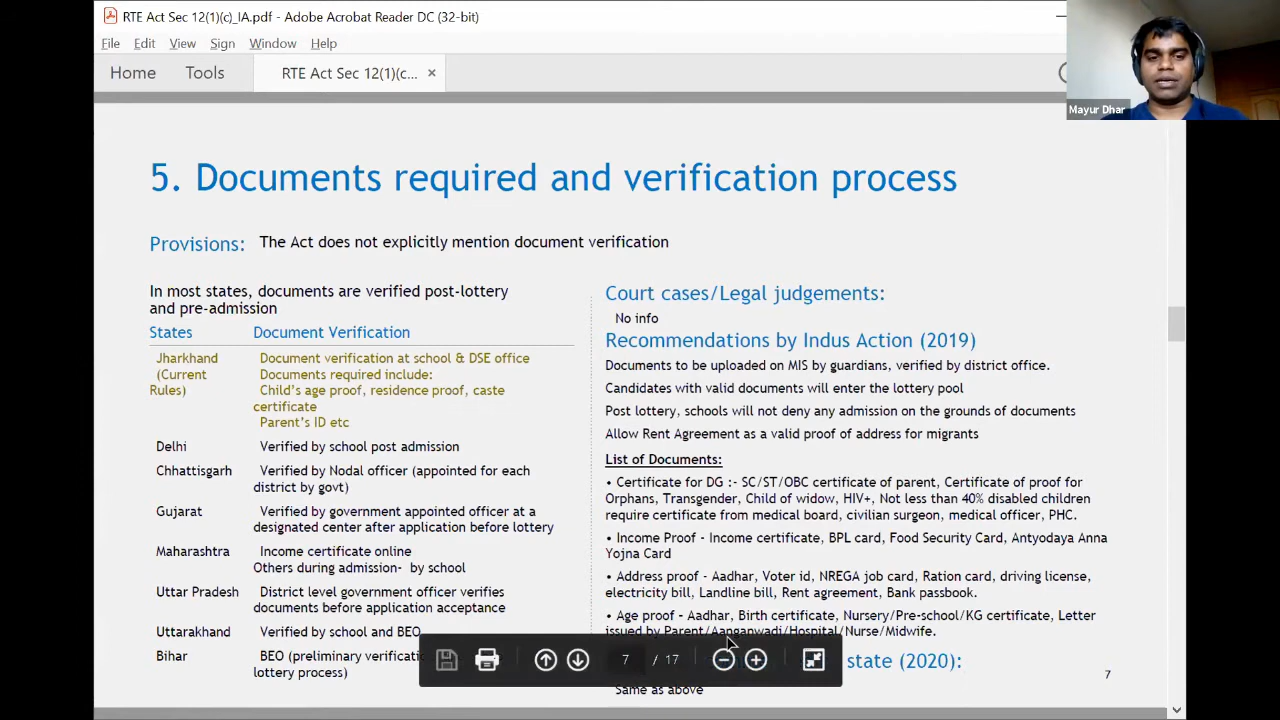 RTE Act Sec 12(1)(c)_IA.pdf - Adobe Acrobat Reader DC (32-bit)
File Edit View Sign Window Help
Home Tools RTE Act Sec 12(1)(c... ×
Mayur Dhar
5. Documents required and verification process
Provisions: The Act does not explicitly mention document verification
In most states, documents are verified post-lottery
and pre-admission
States Document Verification
Jharkhand Document verification at school & DSE office
(Current Documents required include:
Rules) Child's age proof, residence proof, caste
certificate
Parent's ID etc
Delhi Verified by school post admission
Chhattisgarh Verified by Nodal officer (appointed for each
district by govt)
Gujarat Verified by government appointed officer at a
designated center after application before lottery
Maharashtra Income certificate online
Others during admission- by school
Uttar Pradesh District level government officer verifies
documents before application acceptance
Uttarakhand Verified by school and BEO
Bihar BEO (preliminary
lottery process)
Court cases/Legal judgements:
No info
Recommendations by Indus Action (2019)
Documents to be uploaded on MIS by guardians, verified by district office.
Candidates with valid documents will enter the lottery pool
Post lottery, schools will not deny any admission on the grounds of documents
Allow Rent Agreement as a valid proof of address for migrants
List of Documents:
• Certificate for DG :- SC/ST/OBC certificate of parent, Certificate of proof for
Orphans, Transgender, Child of widow, HIV+, Not less than 40% disabled children
require certificate from medical board, civilian surgeon, medical officer, PHC.
• Income Proof - Income certificate, BPL card, Food Security Card, Antyodaya Anna
Yojna Card
• Address proof - Aadhar, Voter id, NREGA job card, Ration card, driving license,
electricity bill, Landline bill, Rent agreement, Bank passbook.
• Age proof – Aadhar, Birth certificate, Nursery/Pre-school/KG certificate, Letter
issued by Parent/Aanganwadi/Hospital/Nurse/Midwife.
state (2020):
Same as above
7 / 17
7